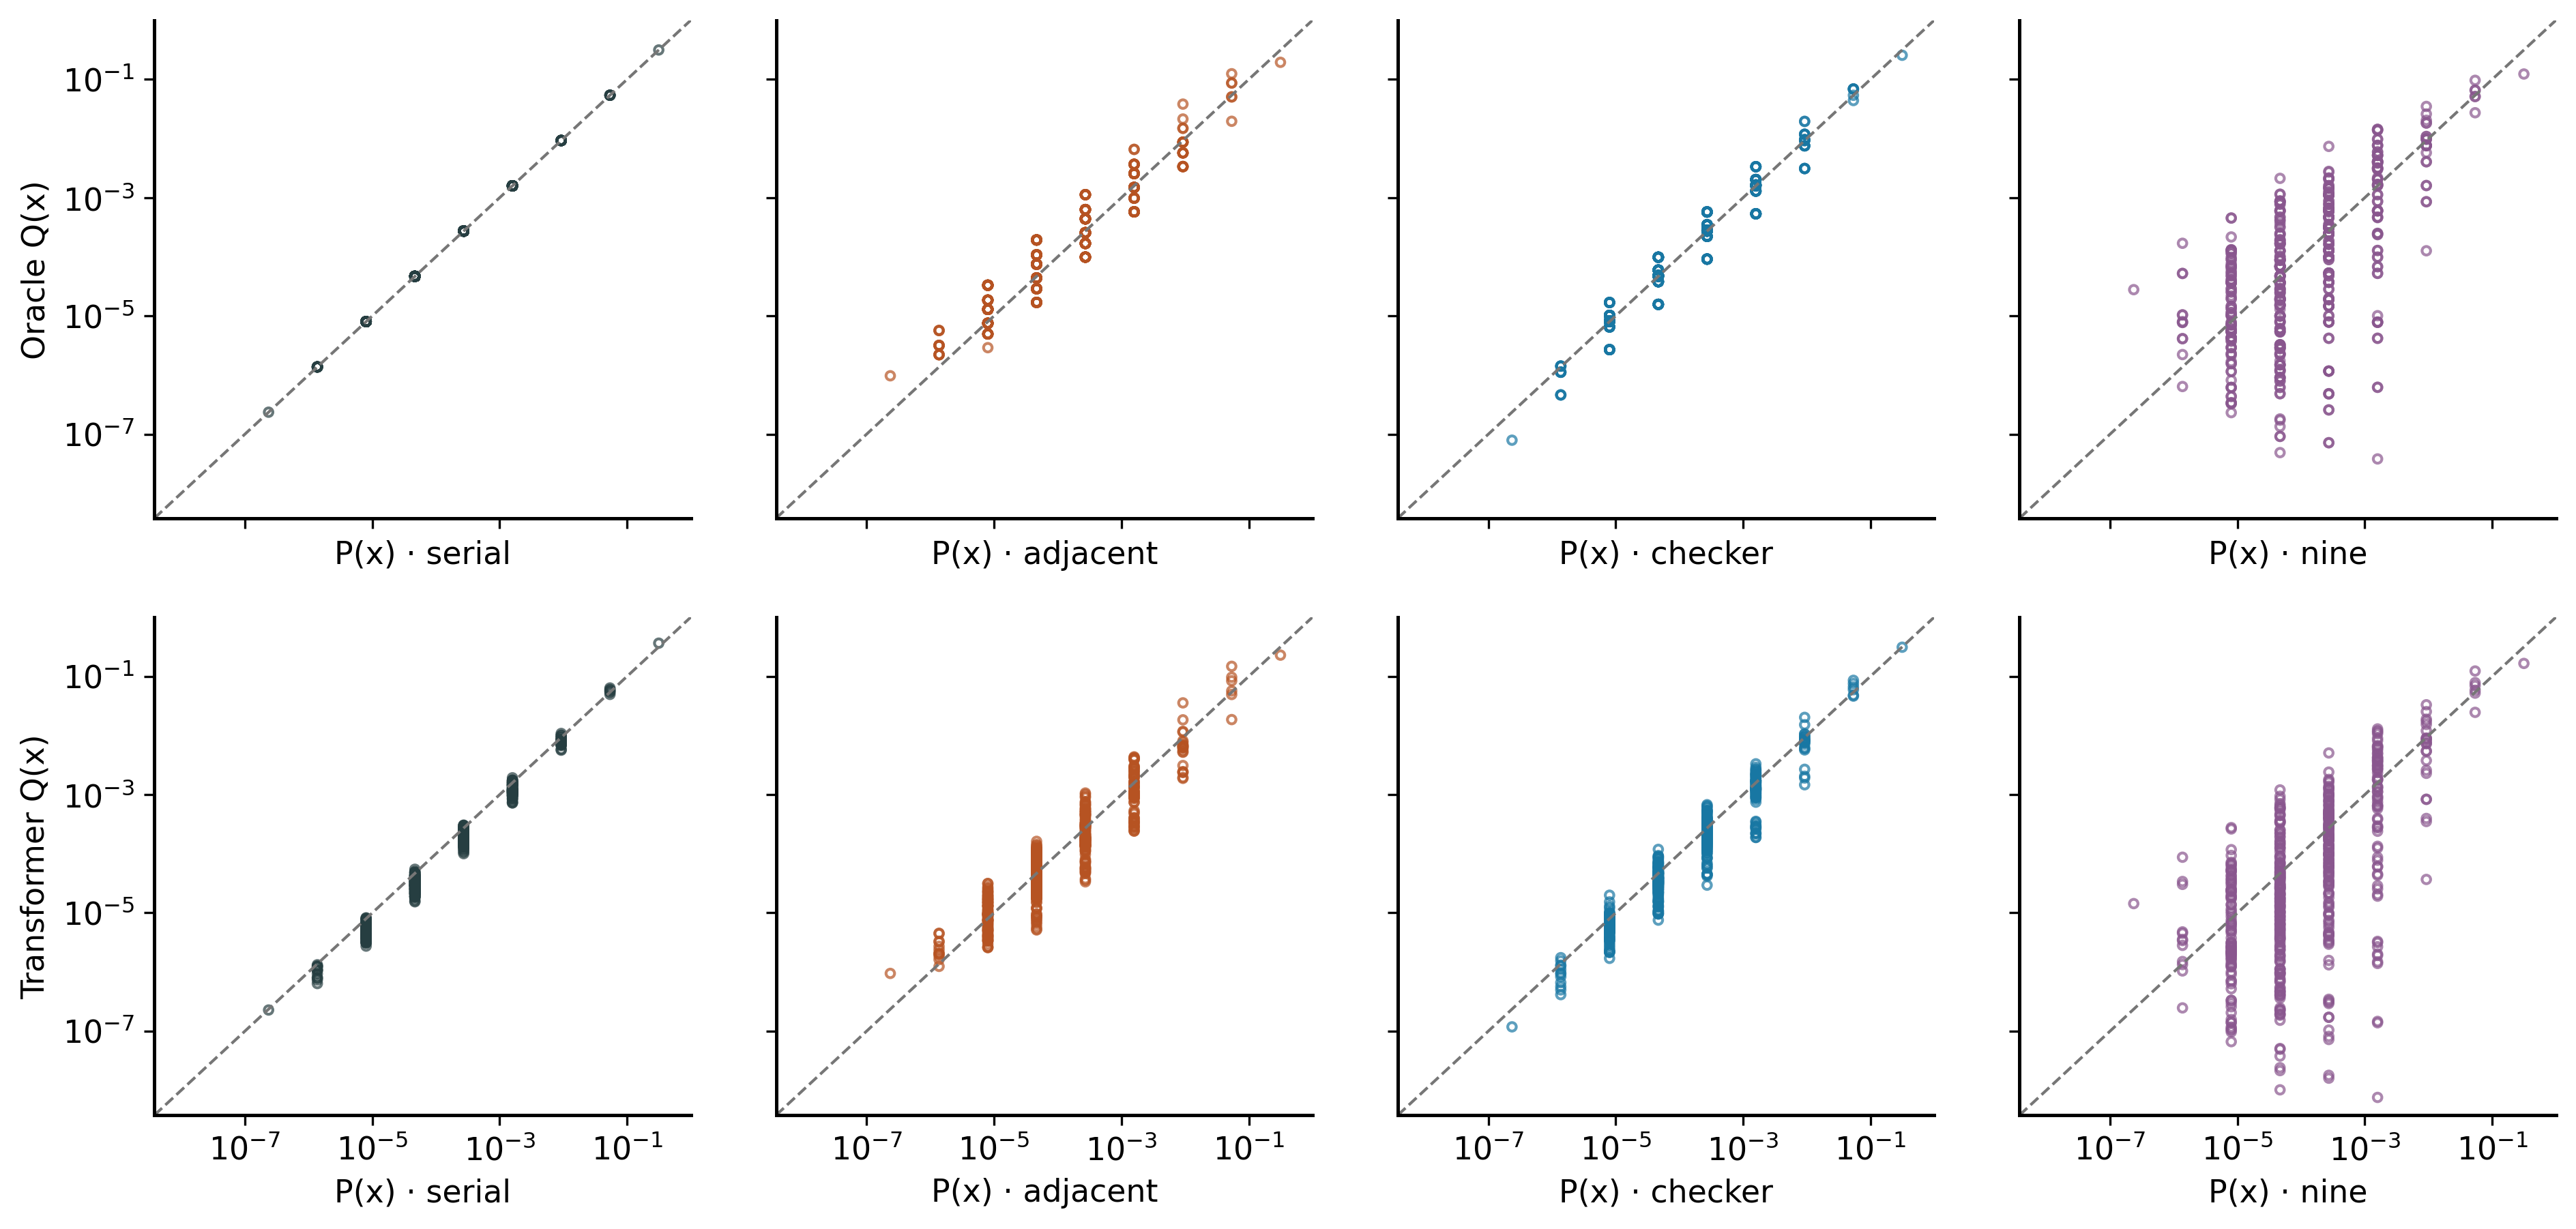 Oracle Q(x)
10⁻¹
10⁻³
10⁻⁵
10⁻⁷
P(x) · serial
P(x) · adjacent
P(x) · checker
P(x) · nine
Transformer Q(x)
10⁻¹
10⁻³
10⁻⁵
10⁻⁷
10⁻⁷ 10⁻⁵ 10⁻³ 10⁻¹
10⁻⁷ 10⁻⁵ 10⁻³ 10⁻¹
10⁻⁷ 10⁻⁵ 10⁻³ 10⁻¹
10⁻⁷ 10⁻⁵ 10⁻³ 10⁻¹
P(x) · serial
P(x) · adjacent
P(x) · checker
P(x) · nine